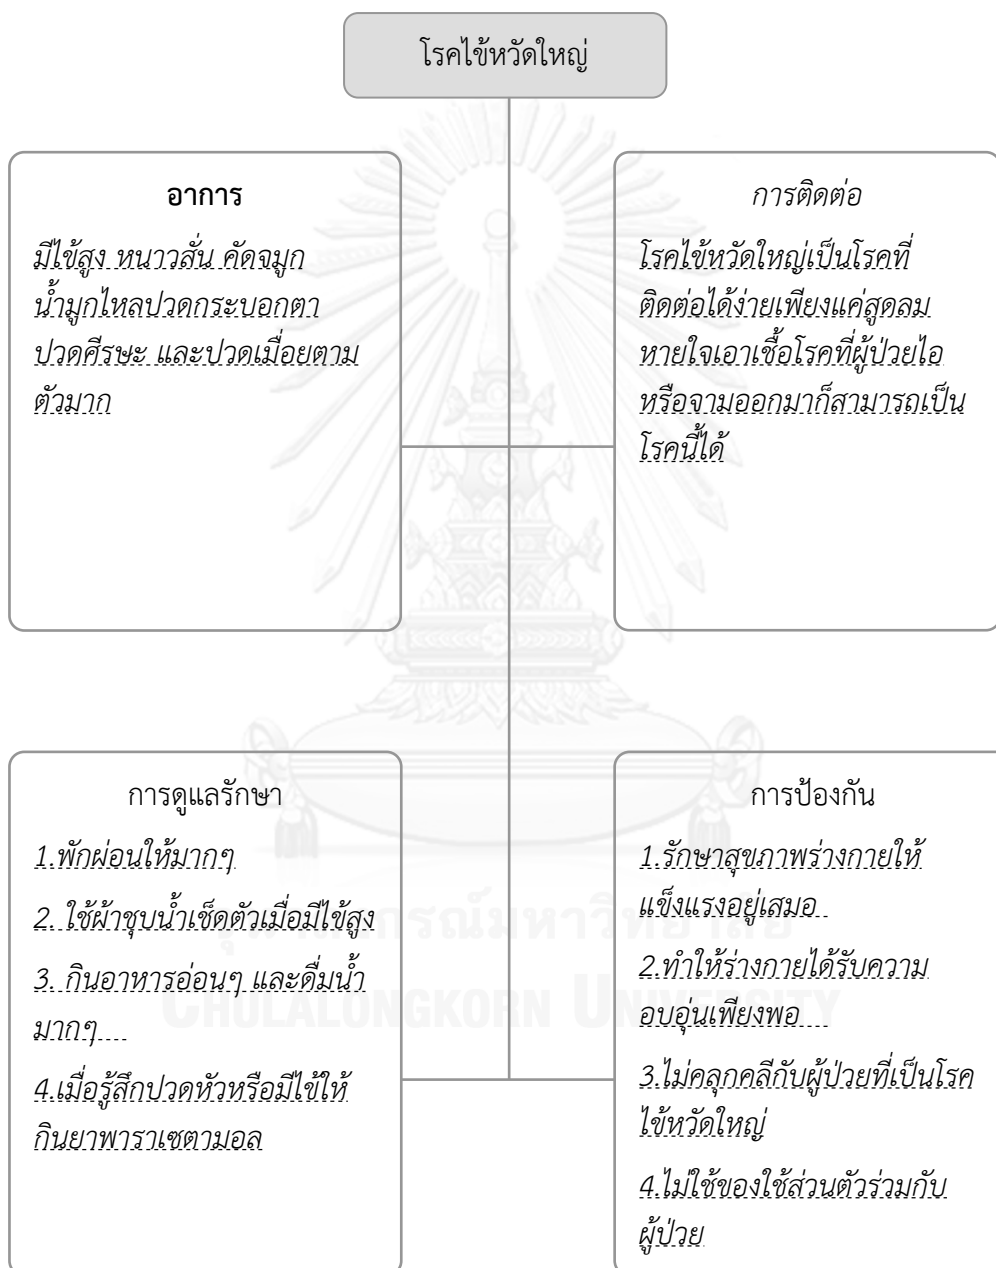 โรคไข้หวัดใหญ่
อาการ
มีไข้สูง หนาวสั่น คัดจมูก
น้ำมูกไหลปวดกระบอกตา
ปวดศีรษะ และปวดเมื่อยตาม
ตัวมาก
การติดต่อ
โรคไข้หวัดใหญ่เป็นโรคที่
ติดต่อได้ง่ายเพียงแค่สูดลม
หายใจเอาเชื้อโรคที่ผู้ป่วยไอ
หรือจามออกมาก็สามารถเป็น
โรคนี้ได้
การดูแลรักษา
1.พักผ่อนให้มากๆ
2. ใช้ผ้าชุบน้ำเช็ดตัวเมื่อมีไข้สูง
3. กินอาหารอ่อนๆ และดื่มน้ำ
มากๆ
4.เมื่อรู้สึกปวดหัวหรือมีไข้ให้
กินยาพาราเซตามอล
การป้องกัน
1.รักษาสุขภาพร่างกายให้
แข็งแรงอยู่เสมอ
2.ทำให้ร่างกายได้รับความ
อบอุ่นเพียงพอ
3.ไม่คลุกคลีกับผู้ป่วยที่เป็นโรค
ไข้หวัดใหญ่
4.ไม่ใช้ของใช้ส่วนตัวร่วมกับ
ผู้ป่วย
จุฬาลงกรณ์มหาวิทยาลัย
CHULALONGKORN UNIVERSITY